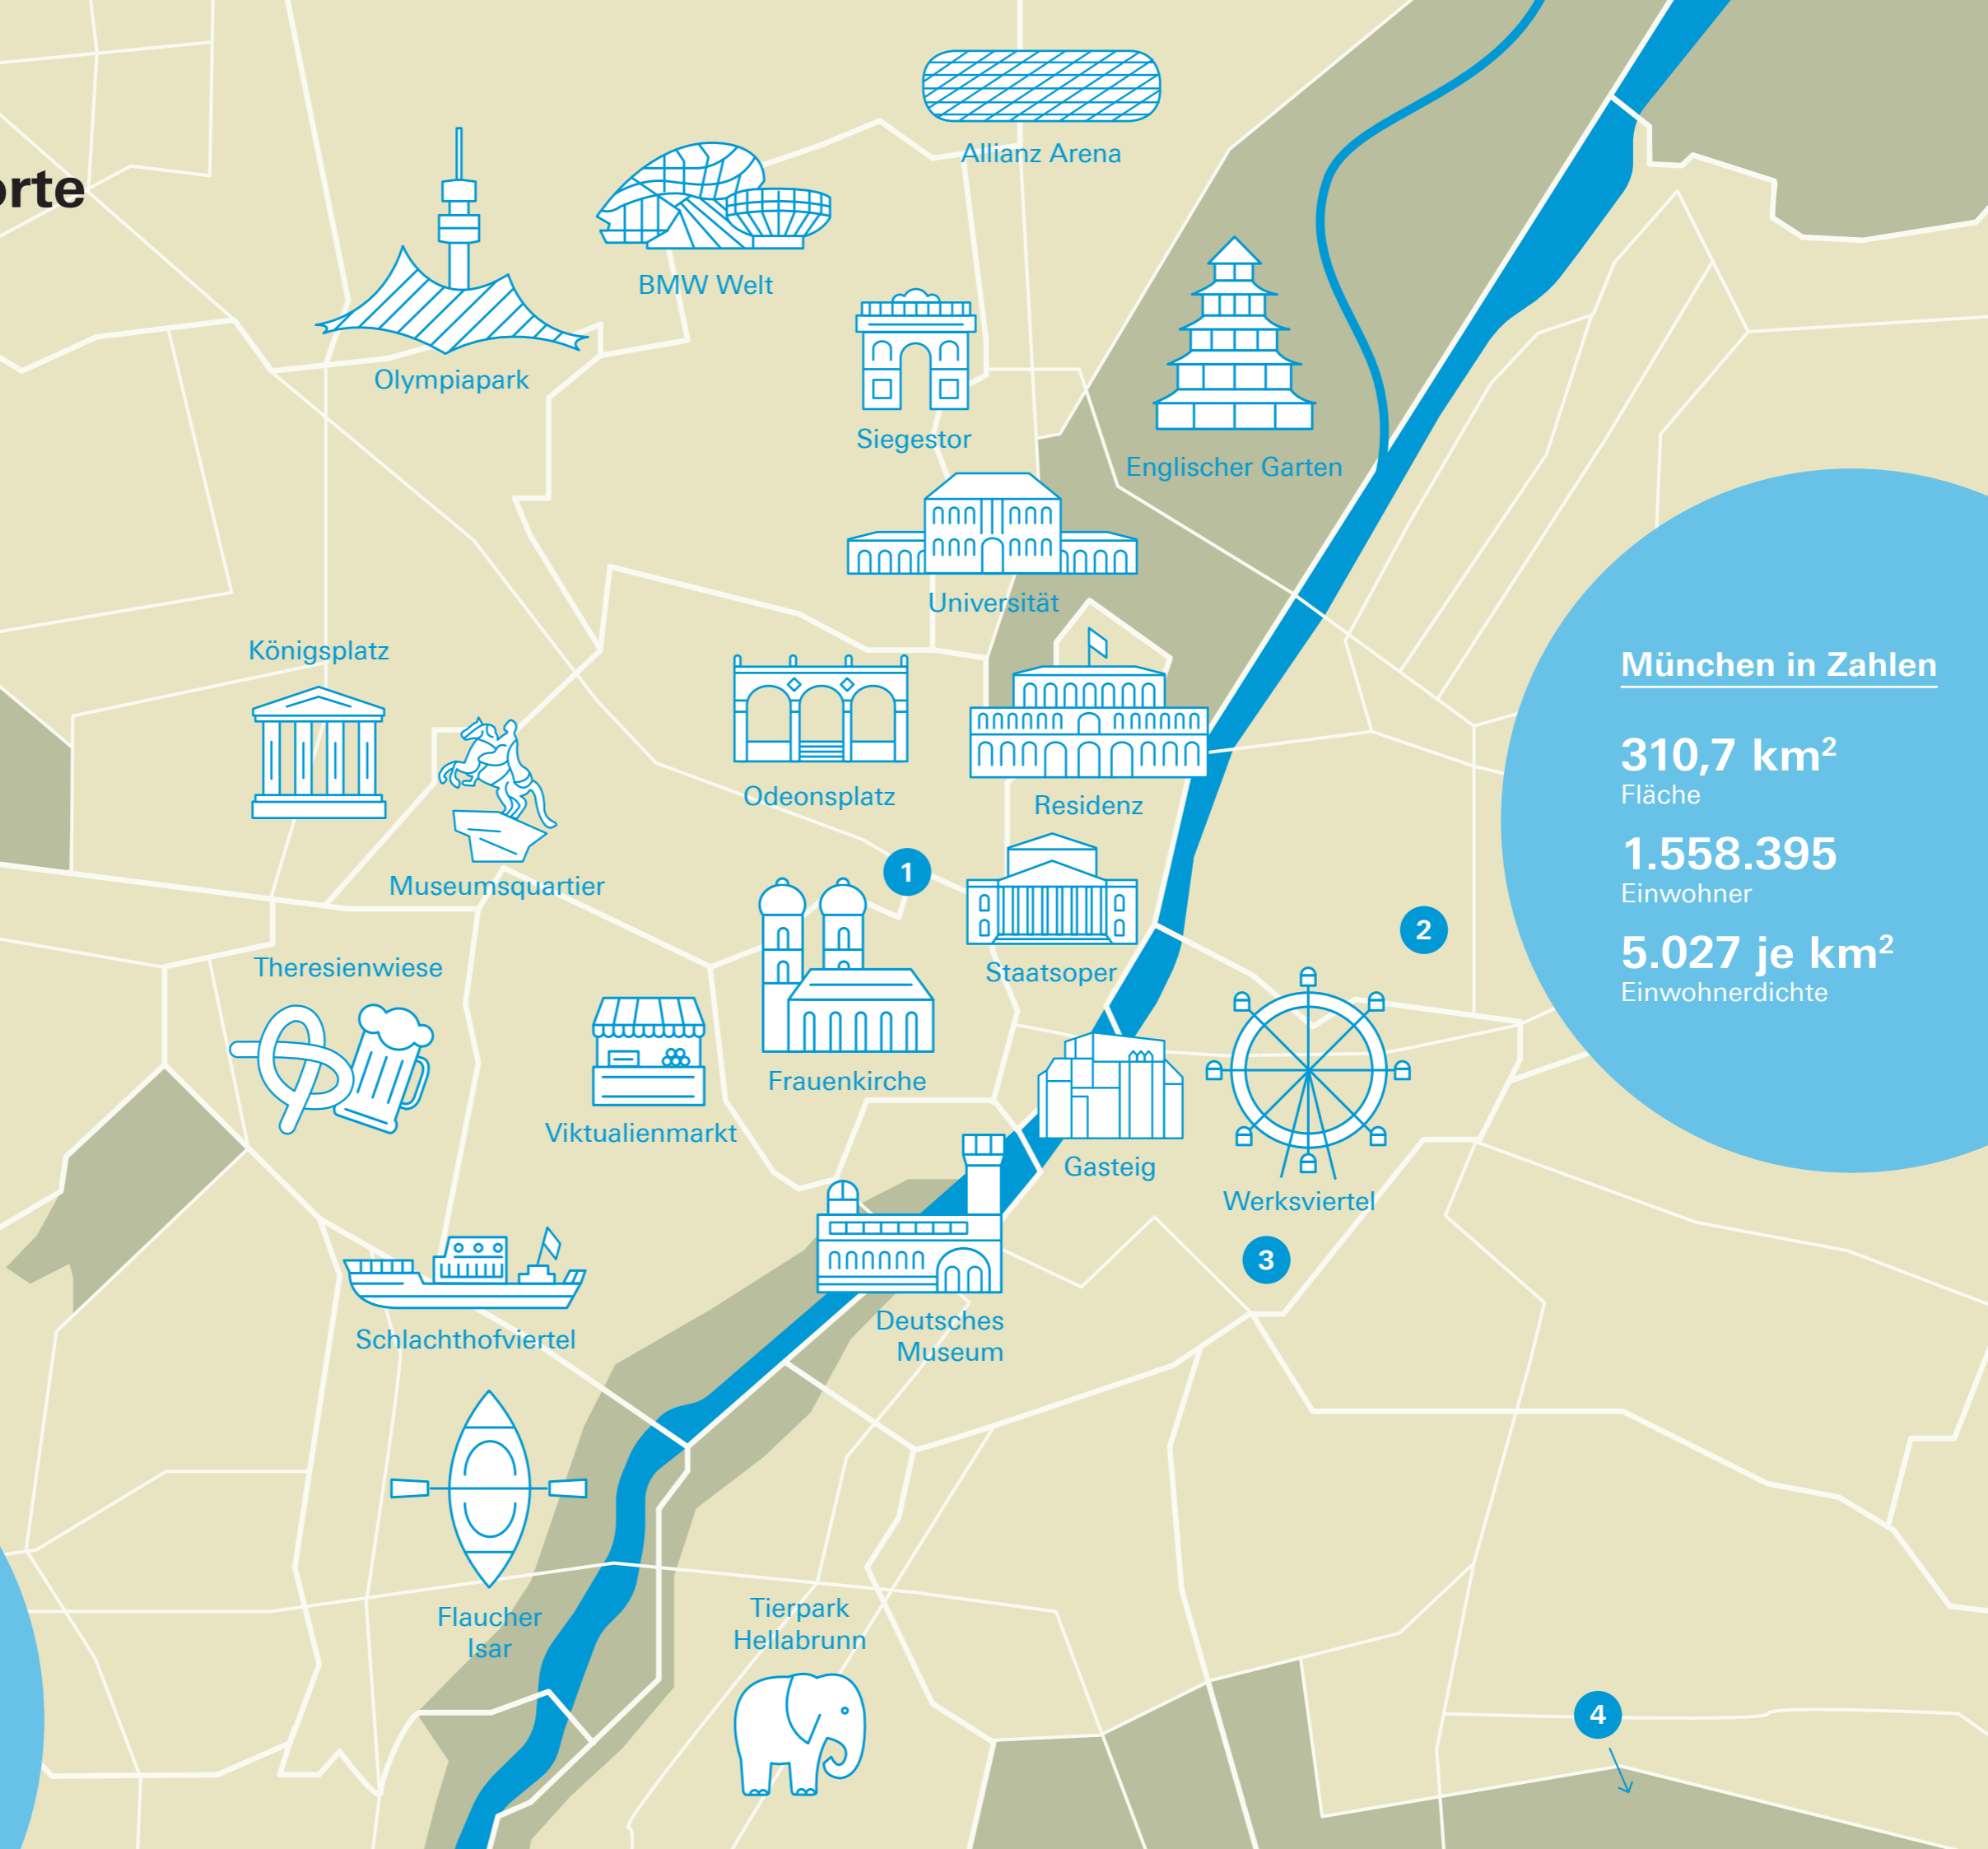 orte
Allianz Arena
BMW Welt
Olympiapark
Siegestor
Englischer Garten
Universität
Königsplatz
Odeonsplatz
Residenz
Museumsquartier
1
Staatsoper
2
Theresienwiese
Frauenkirche
Viktualienmarkt
Gasteig
Werksviertel
3
Schlachthofviertel
Deutsches
Museum
Flaucher
Isar
Tierpark
Hellabrunn
4
München in Zahlen
310,7 km²
Fläche
1.558.395
Einwohner
5.027 je km²
Einwohnerdichte